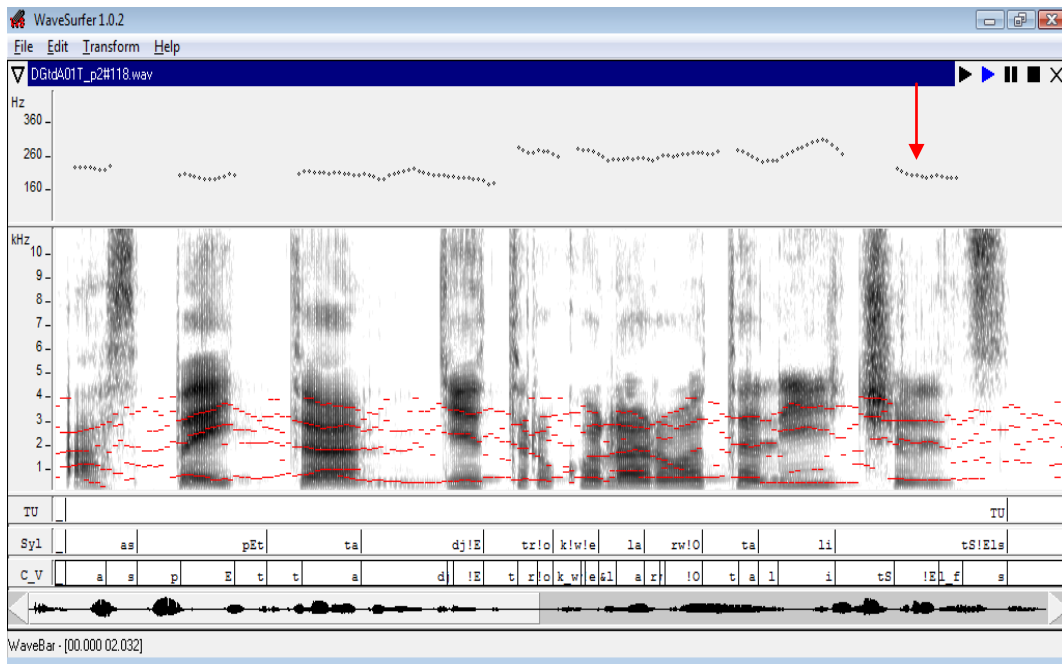 WaveSurfer 1.0.2
File Edit Transform Help
DGtdA01T_p2#118.wav
Hz
360
260
160
kHz
10
9
8
7
6
5
4
3
2
1
TU _ TU
Syl _ as pEt ta dj!E tr!o k!w!e la rw!O ta li tS!Els
C_V a s p E t t a !E t r!o k_w e &l a !O t a l i tS !E l_f s
WaveBar - [00.000 02.032]